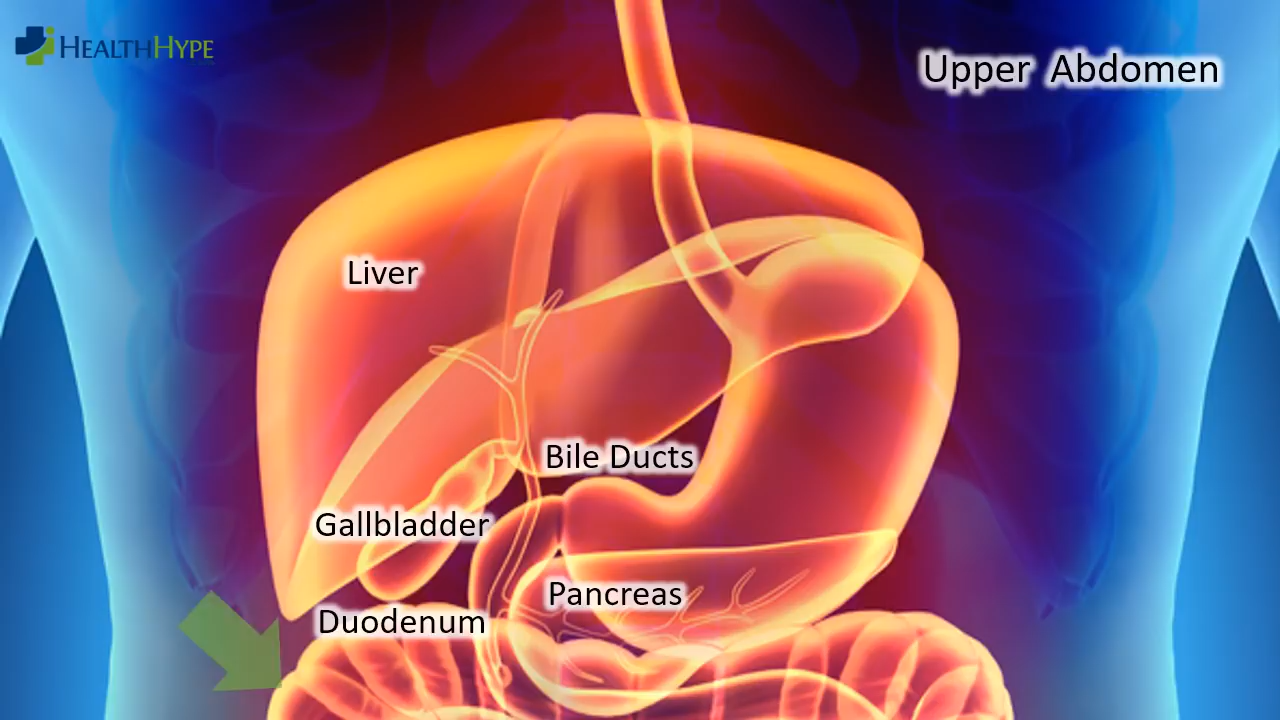 HEALTHHYPE
Upper Abdomen
Liver
Bile Ducts
Gallbladder
Pancreas
Duodenum